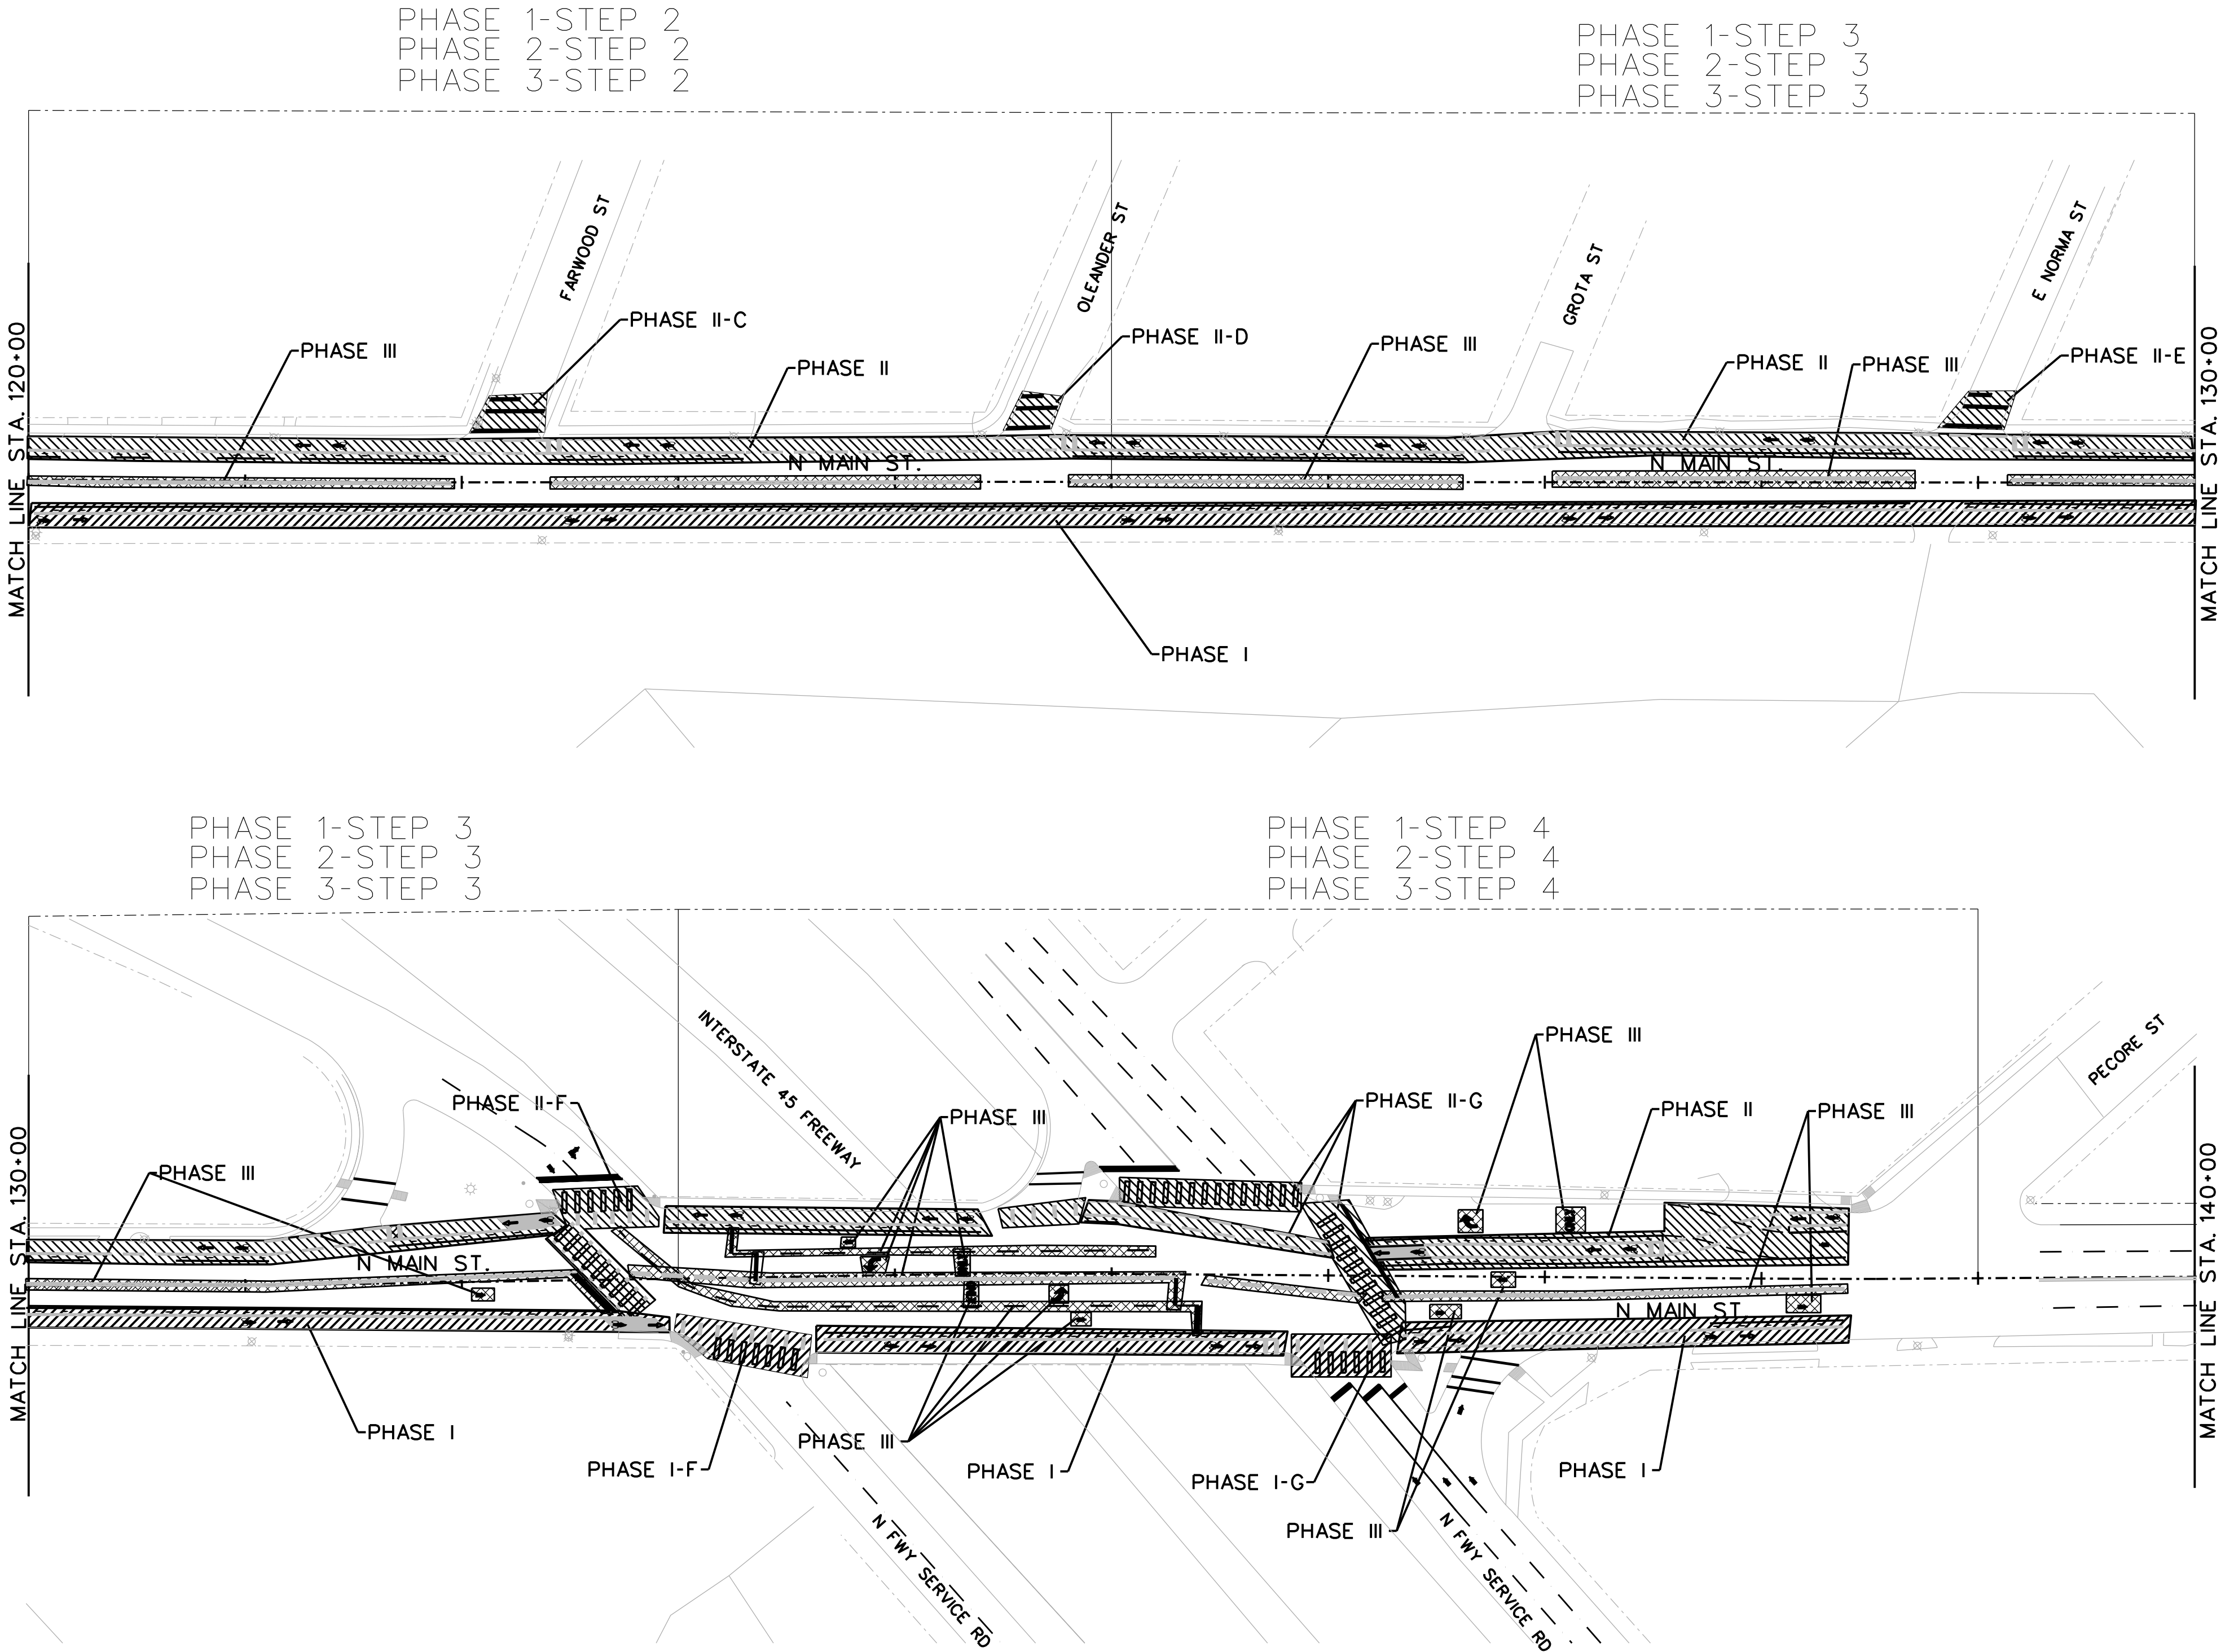 PHASE 1-STEP 2
PHASE 2-STEP 2
PHASE 3-STEP 2
PHASE 1-STEP 3
PHASE 2-STEP 3
PHASE 3-STEP 3
FARWOOD ST
OLEANDER ST
GROTA ST
E NORMA ST
PHASE II-C
PHASE II-D
PHASE III
PHASE III
PHASE II
PHASE II
PHASE III
PHASE II-E
MATCH LINE STA. 120+00
MATCH LINE STA. 130+00
N MAIN ST.
N MAIN ST.
PHASE I
PHASE 1-STEP 3
PHASE 2-STEP 3
PHASE 3-STEP 3
PHASE 1-STEP 4
PHASE 2-STEP 4
PHASE 3-STEP 4
INTERSTATE 45 FREEWAY
PECORE ST
PHASE III
PHASE II-F
PHASE III
PHASE II-G
PHASE II
PHASE III
PHASE III
MATCH LINE STA. 130+00
MATCH LINE STA. 140+00
ONLY
N MAIN ST.
ONLY
ONLY
N MAIN ST.
PHASE I
PHASE III
PHASE I-F
PHASE I
PHASE I-G
PHASE I
PHASE III
N FWY SERVICE RD
N FWY SERVICE RD